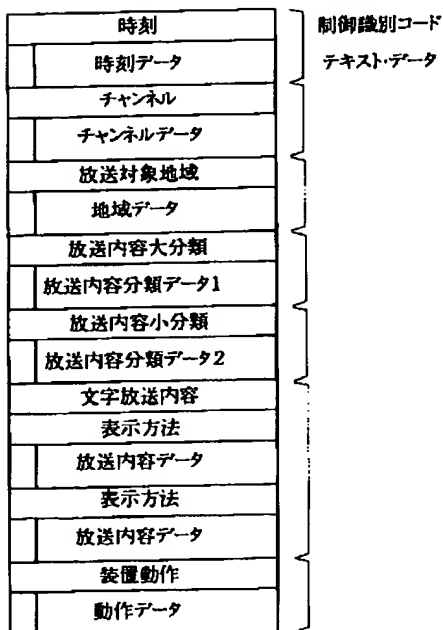 時刻
制御識別コード
時刻データ
テキスト・データ
チャンネル
チャンネルデータ
放送対象地域
地域データ
放送内容大分類
放送内容分類データ1
放送内容小分類
放送内容分類データ2
文字放送内容
表示方法
放送内容データ
表示方法
放送内容データ
装置動作
動作データ